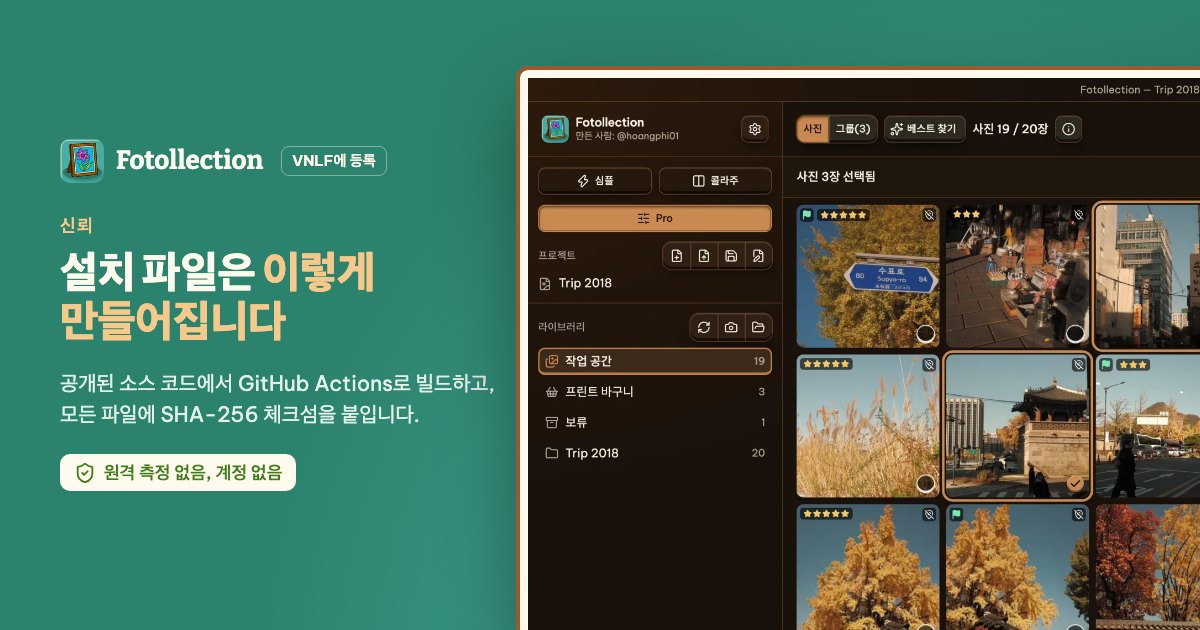 Fotollection
VNLF에 등록
신뢰
설치 파일은 이렇게
만들어집니다
공개된 소스 코드에서 GitHub Actions로 빌드하고,
모든 파일에 SHA-256 체크섬을 붙입니다.
원격 측정 없음, 계정 없음
Fotollection — Trip 2018
Fotollection
만든 사람: @hoangphi01
심플
콜라주
Pro
프로젝트
Trip 2018
라이브러리
작업 공간 19
프린트 바구니 3
보류 1
Trip 2018 20
사진
그룹(3)
베스트 찾기
사진 19 / 20장
사진 3장 선택됨
수표로
80 Supyo-ro 84